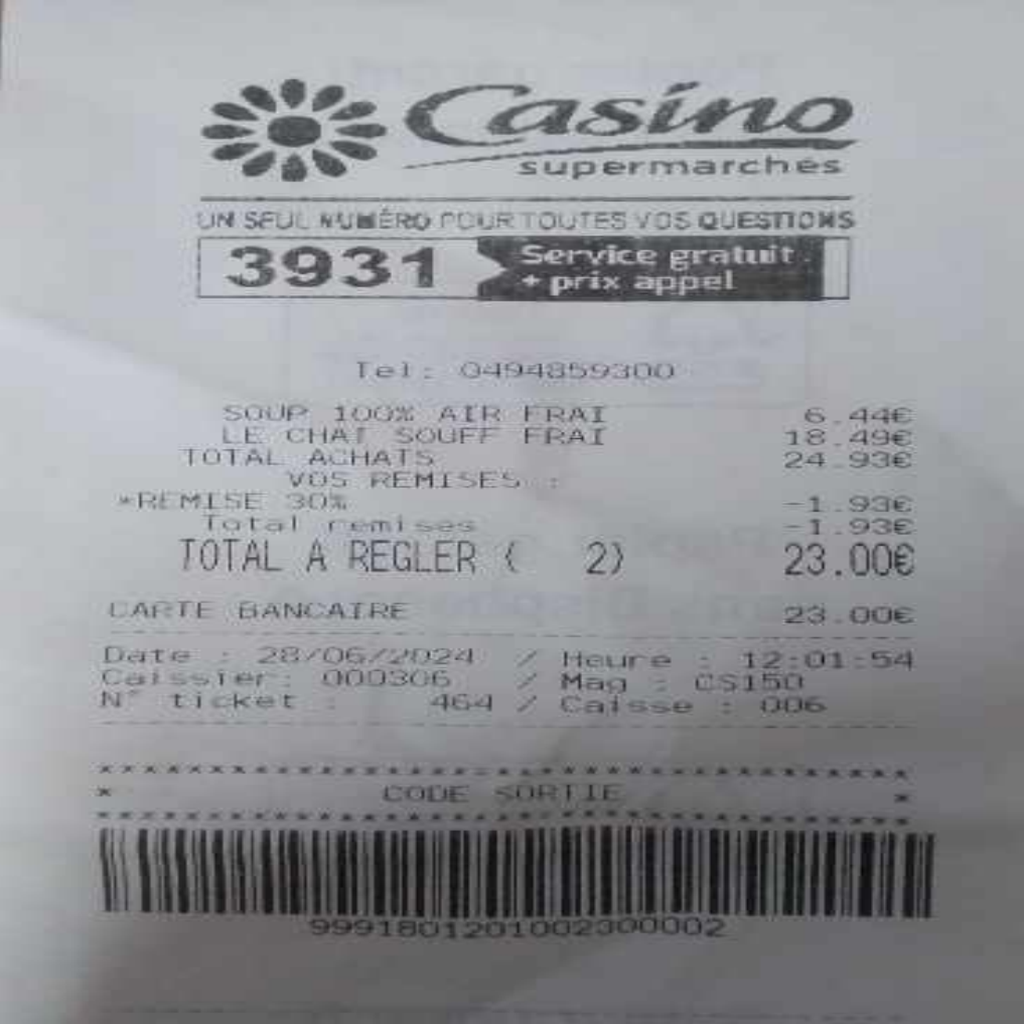 Casino
supermarchés
UN SEUL NUMÉRO POUR TOUTES VOS QUESTIONS
3931 Service gratuit
+ prix appel
Tel: 0494859300
SOUP 100% AIR FRAI 6.44€
LE CHAT SOUFF FRAI 18.49€
TOTAL ACHATS 24.93€
VOS REMISES :
*REMISE 30% -1.93€
Total remises -1.93€
TOTAL A REGLER ( 2) 23.00€
CARTE BANCAIRE 23.00€
Date : 28/06/2024 / Heure : 12:01:54
Caissier: 000306 / Mag : CS150
N° ticket : 464 / Caisse : 006
* CODE SORTIE *
9991801201002300002